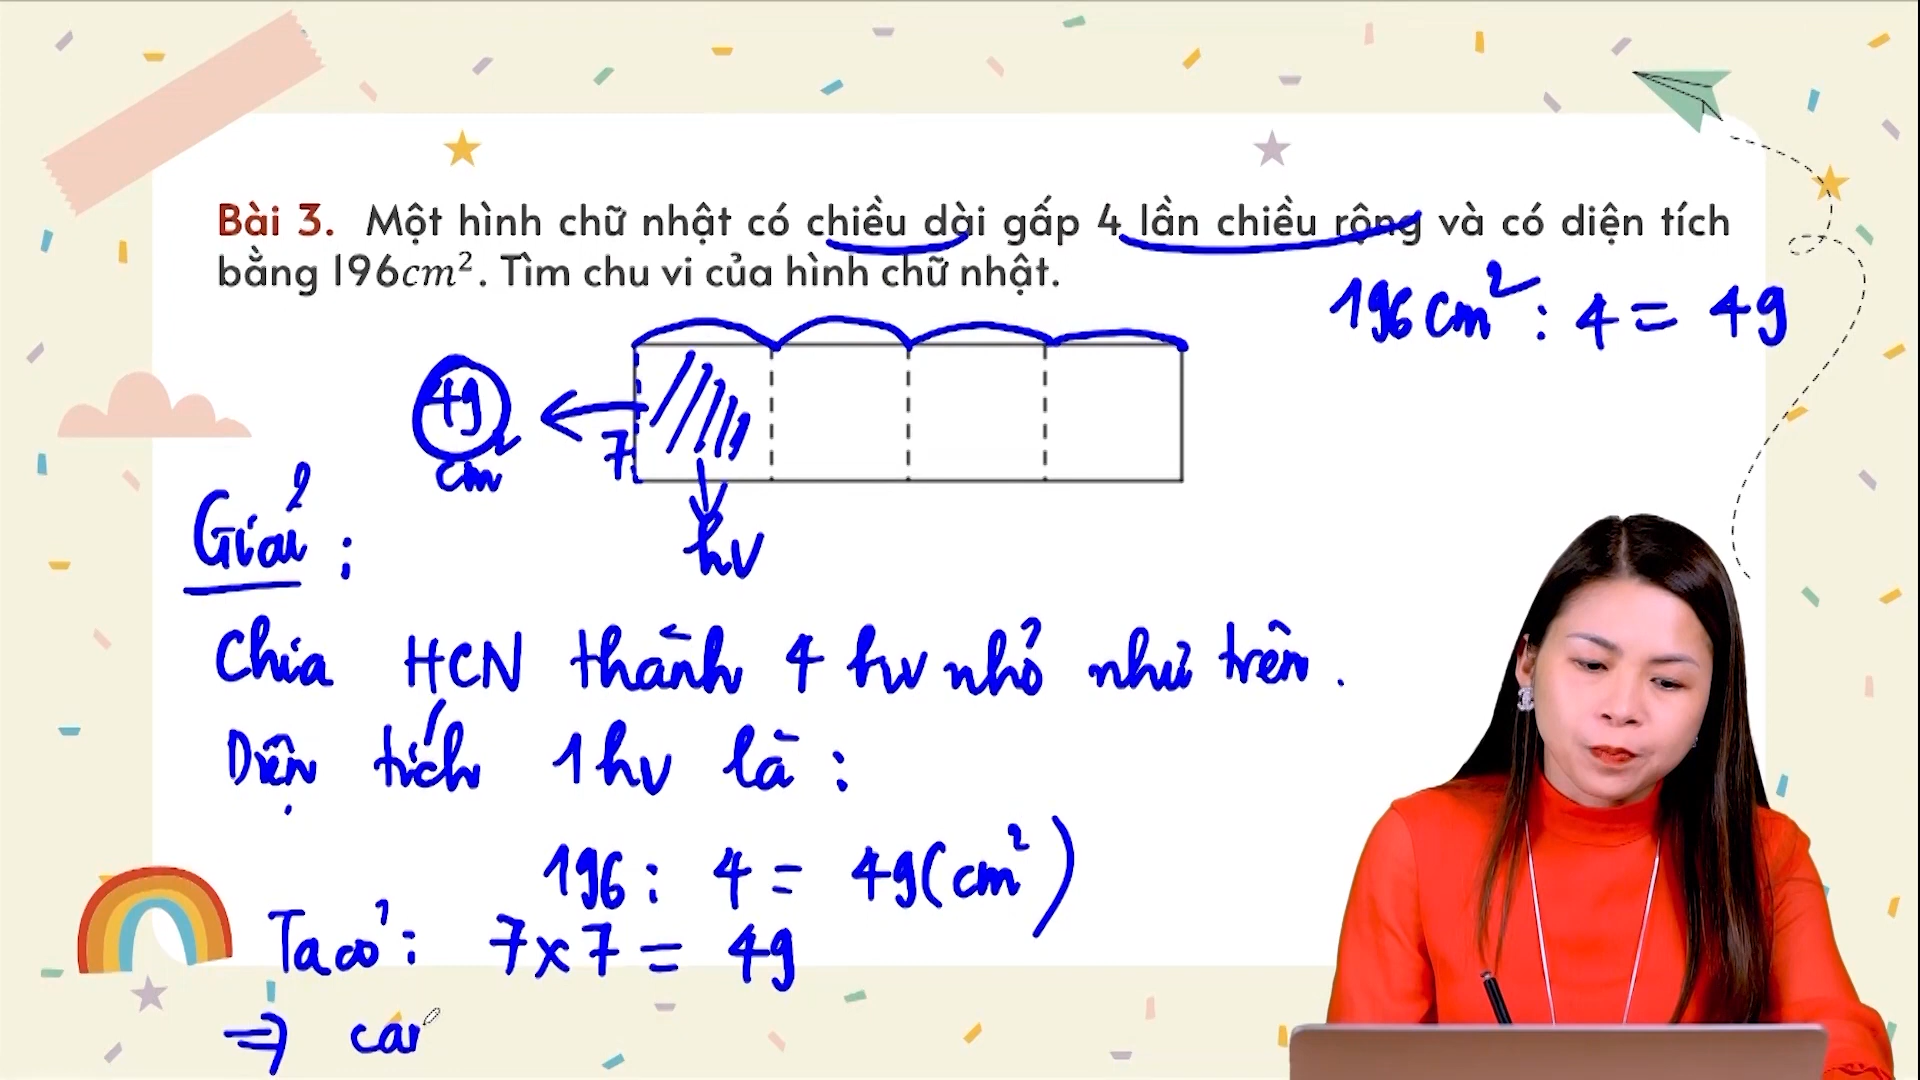 Bài 3. Một hình chữ nhật có chiều dài gấp 4 lần chiều rộng và có diện tích
bằng 196cm². Tìm chu vi của hình chữ nhật.
196 cm² : 4 = 49
49
cm²
7
hv
Giải :
Chia HCN thành 4 hv nhỏ như trên.
Diện tích 1 hv là :
196 : 4 = 49 (cm²)
Ta có : 7 x 7 = 49
=> cai